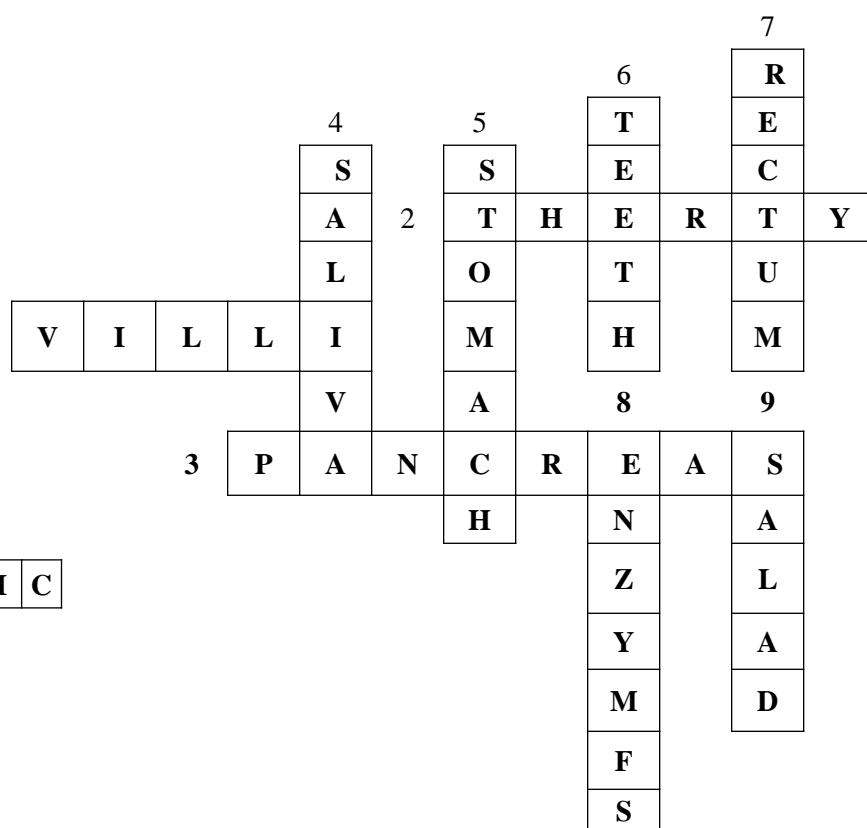 7
6 R
4 5 T E
S S E C
A 2 T H E R T Y
L O T U
V I L L I M H M
V A 8 9
3 P A N C R E A S
H N A
Z L
C
Y A
M D
F
S